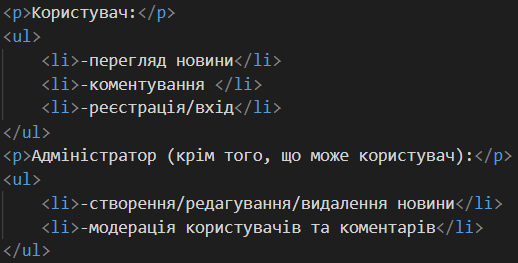 <p>Користувач:</p>
<ul>
<li>-перегляд новини</li>
<li>-коментування </li>
<li>-реєстрація/вхід</li>
</ul>
<p>Адміністратор (крім того, що може користувач):</p>
<ul>
<li>-створення/редагування/видалення новини</li>
<li>-модерація користувачів та коментарів</li>
</ul>